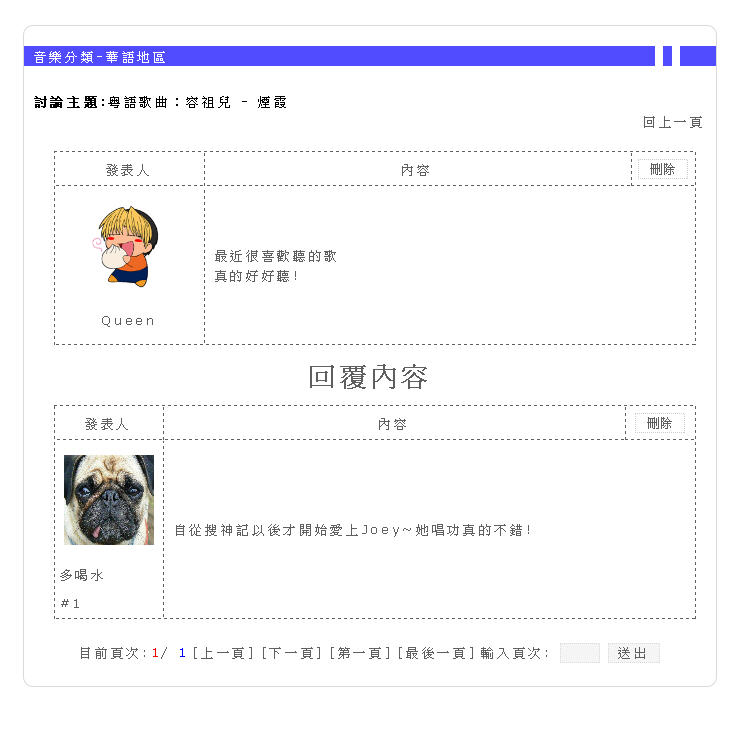 音樂分類-華語地區
討論主題:粵語歌曲：容祖兒 - 煙霞
回上一頁
發表人 內容 刪除
最近很喜歡聽的歌
真的好好聽!
Queen
回覆內容
發表人 內容 刪除
自從搜神記以後才開始愛上Joey~她唱功真的不錯!
多喝水
#1
目前頁次:1/ 1 [上一頁] [下一頁] [第一頁] [最後一頁] 輸入頁次: 送出